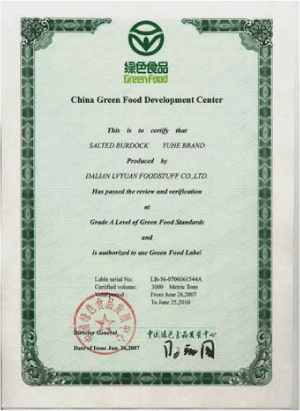 绿色食品
GreenFood
China Green Food Development Center
This is to certify that
SALTED BURDOCK YUHE BRAND
Produced by
DALIAN LVYUAN FOODSTUFF CO.,LTD.
Has passed the review and verification
at
Grade A Level of Green Food Standards
and
is authorized to use Green Food Label
Lable serial No: LB-56-0706061544A
Certified volume: 3000 Metric Tons
Valid period : From June 26,2007
To June 25,2010
Director General 中国绿色食品发展中心
Date of Issue Jun. 26,2007